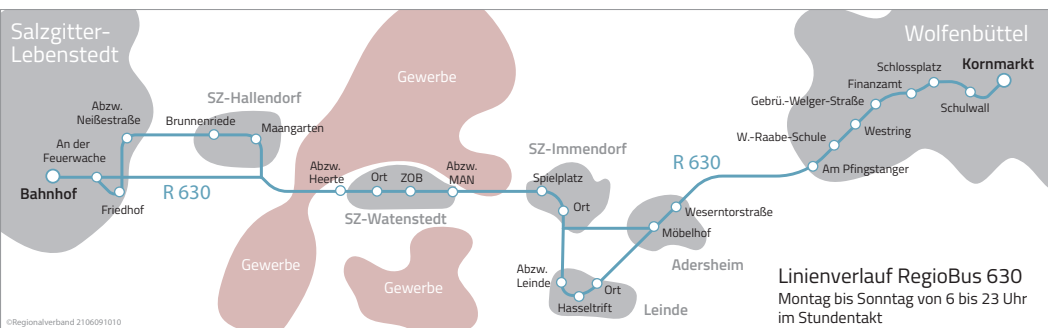 Salzgitter-
Lebenstedt
Abzw.
Neißestraße
An der
Feuerwache
Bahnhof
Friedhof
R 630
SZ-Hallendorf
Brunnenriede
Maangarten
Gewerbe
Abzw.
Heerte
Ort
ZOB
Abzw.
MAN
SZ-Watenstedt
Gewerbe
Gewerbe
SZ-Immendorf
Spielplatz
Ort
Abzw.
Leinde
Hasseltrift
Ort
Leinde
Möbelhof
Weserntorstraße
Adersheim
R 630
Wolfenbüttel
Kornmarkt
Schlossplatz
Finanzamt
Schulwall
Gebrü.-Welger-Straße
Westring
W.-Raabe-Schule
Am Pfingstanger
Linienverlauf RegioBus 630
Montag bis Sonntag von 6 bis 23 Uhr
im Stundentakt
©Regionalverband 2106091010